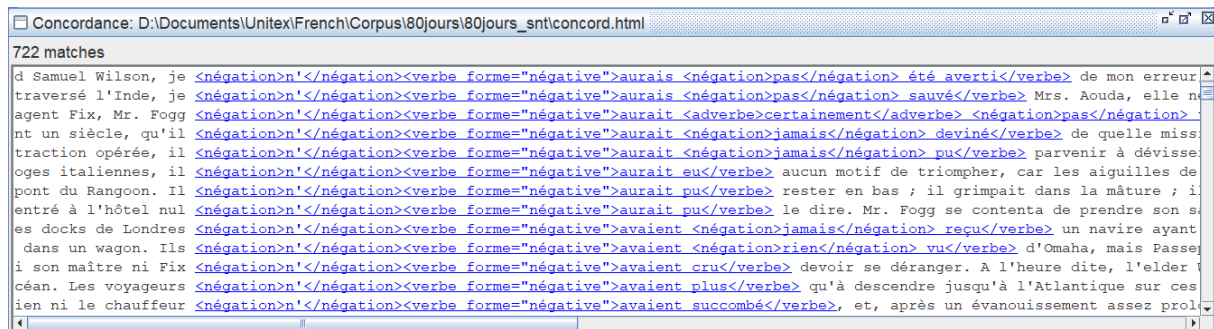 Concordance: D:\Documents\Unitex\French\Corpus\80jours\80jours_snt\concord.html
722 matches
d Samuel Wilson, je <négation>n'</négation><verbe forme="négative">aurais <négation>pas</négation> été averti</verbe> de mon erreur
traversé l'Inde, je <négation>n'</négation><verbe forme="négative">aurais <négation>pas</négation> sauvé</verbe> Mrs. Aouda, elle n
agent Fix, Mr. Fogg <négation>n'</négation><verbe forme="négative">aurait <adverbe>certainement</adverbe> <négation>pas</négation>
nt un siècle, qu'il <négation>n'</négation><verbe forme="négative">aurait <négation>jamais</négation> deviné</verbe> de quelle miss
traction opérée, il <négation>n'</négation><verbe forme="négative">aurait <négation>jamais</négation> pu</verbe> parvenir à dévisse
oges italiennes, il <négation>n'</négation><verbe forme="négative">aurait eu</verbe> aucun motif de triompher, car les aiguilles de
pont du Rangoon. Il <négation>n'</négation><verbe forme="négative">aurait pu</verbe> rester en bas ; il grimpait dans la mâture ; i
entré à l'hôtel nul <négation>n'</négation><verbe forme="négative">aurait pu</verbe> le dire. Mr. Fogg se contenta de prendre son s
es docks de Londres <négation>n'</négation><verbe forme="négative">avaient <négation>jamais</négation> reçu</verbe> un navire ayant
dans un wagon. Ils <négation>n'</négation><verbe forme="négative">avaient <négation>rien</négation> vu</verbe> d'Omaha, mais Passep
i son maître ni Fix <négation>n'</négation><verbe forme="négative">avaient cru</verbe> devoir se déranger. A l'heure dite, l'elder
céan. Les voyageurs <négation>n'</négation><verbe forme="négative">avaient plus</verbe> qu'à descendre jusqu'à l'Atlantique sur ces
ien ni le chauffeur <négation>n'</négation><verbe forme="négative">avaient succombé</verbe>, et, après un évanouissement assez prol